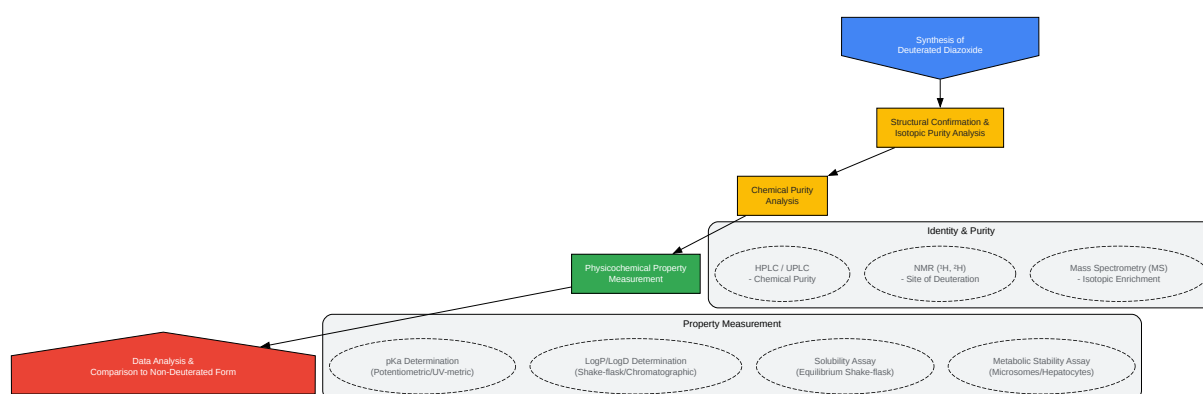 Synthesis of
Deuterated Diazoxide
Structural Confirmation &
Isotopic Purity Analysis
Chemical Purity
Analysis
Identity & Purity
Physicochemical Property
Measurement
HPLC / UPLC
- Chemical Purity
NMR (¹H, ²H)
- Site of Deuteration
Mass Spectrometry (MS)
- Isotopic Enrichment
Property Measurement
Data Analysis &
Comparison to Non-Deuterated Form
pKa Determination
(Potentiometric/UV-metric)
LogP/LogD Determination
(Shake-flask/Chromatographic)
Solubility Assay
(Equilibrium Shake-flask)
Metabolic Stability Assay
(Microsomes/Hepatocytes)